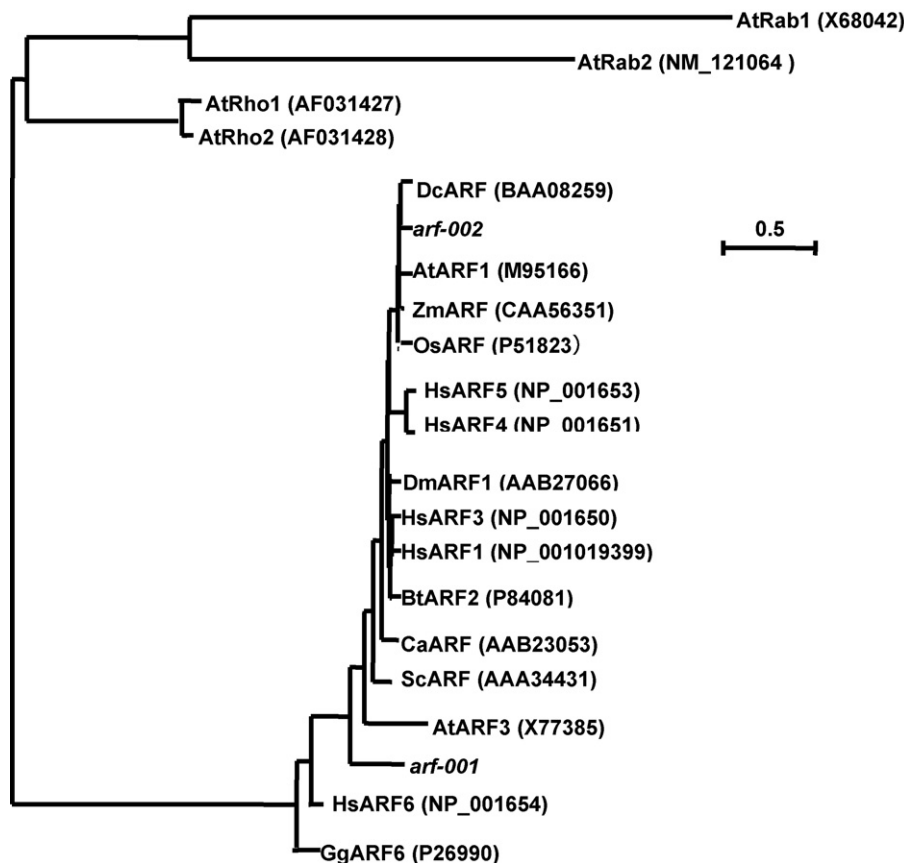 AtRab1 (X68042)
AtRab2 (NM_121064 )
AtRho1 (AF031427)
AtRho2 (AF031428)
DcARF (BAA08259)
arf-002
0.5
AtARF1 (M95166)
ZmARF (CAA56351)
OsARF (P51823)
HsARF5 (NP_001653)
HsARF4 (NP_001651)
DmARF1 (AAB27066)
HsARF3 (NP_001650)
HsARF1 (NP_001019399)
BtARF2 (P84081)
CaARF (AAB23053)
ScARF (AAA34431)
AtARF3 (X77385)
arf-001
HsARF6 (NP_001654)
GgARF6 (P26990)